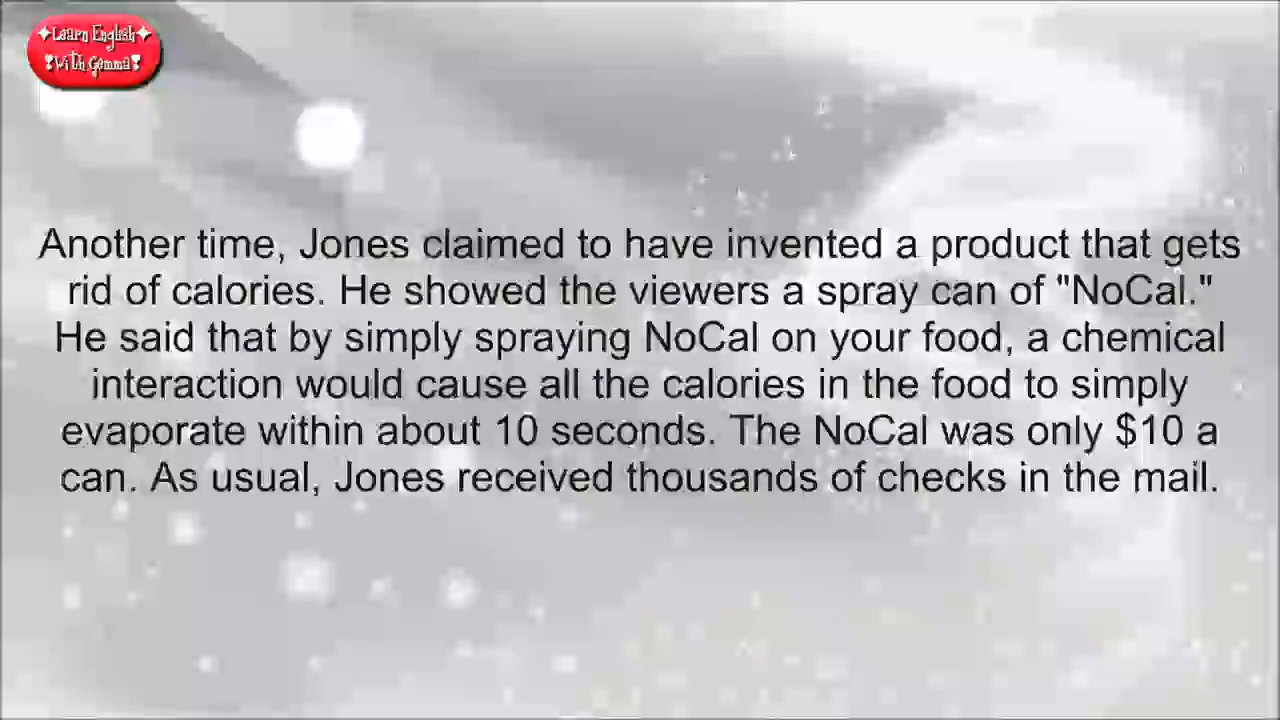 ✦Learn English✦
❣With Gemma❣
Another time, Jones claimed to have invented a product that gets
rid of calories. He showed the viewers a spray can of "NoCal."
He said that by simply spraying NoCal on your food, a chemical
interaction would cause all the calories in the food to simply
evaporate within about 10 seconds. The NoCal was only $10 a
can. As usual, Jones received thousands of checks in the mail.